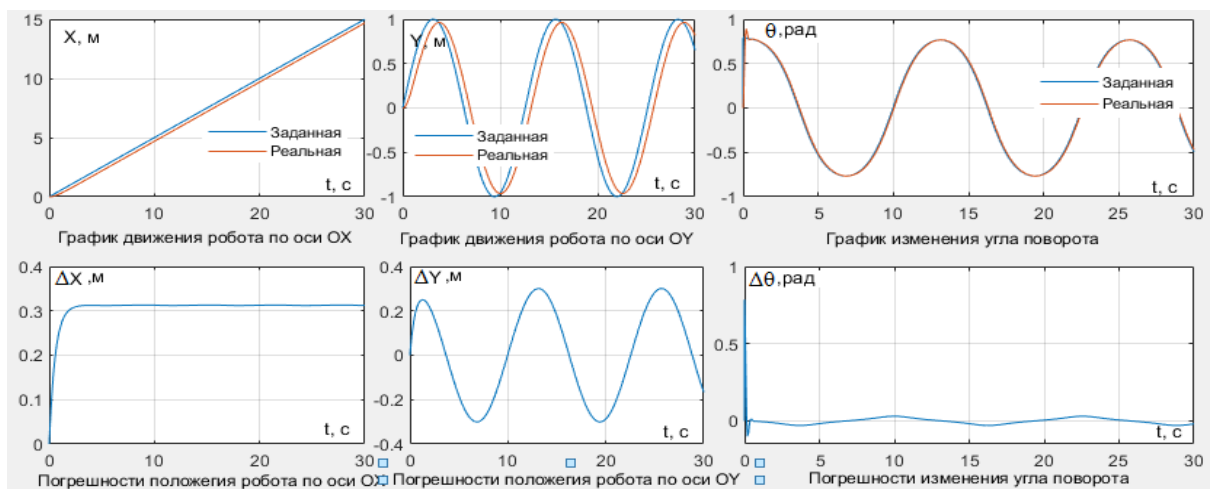 X, м
15
10
5
0
Заданная
Реальная
t, с
0
10
20
30
График движения робота по оси OX
Y, м
1
0.5
0
-0.5
-1
Заданная
Реальная
t, с
0
10
20
30
График движения робота по оси OY
θ,рад
1
0.5
0
-0.5
-1
Заданная
Реальная
t, с
0
5
10
15
20
25
30
График изменения угла поворота
ΔX ,м
0.4
0.3
0.2
0.1
0
t, с
0
10
20
30
Погрешности положегия робота по оси OX
ΔY ,м
0.4
0.2
0
-0.2
-0.4
t, с
0
10
20
30
Погрешности положегия робота по оси OY
Δθ,рад
1
0.5
0
t, с
0
5
10
15
20
25
30
Погрешности изменения угла поворота